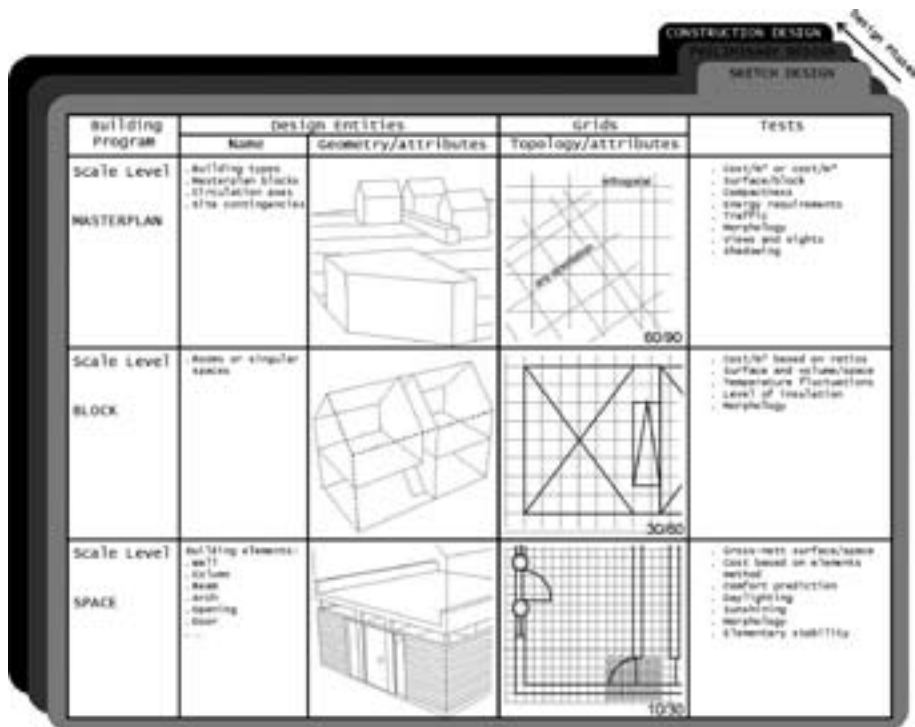 Design Phases
CONSTRUCTION DESIGN
PRELIMINARY DESIGN
SKETCH DESIGN
Building Program
Design Entities
Grids
Tests
Name
Geometry/attributes
Topology/attributes
Scale Level
MASTERPLAN
. Building types
. Masterplan blocks
. Circulation axes
. Site contingencies
orthogonal
60/90
. Surface/block
. Compactness
. Energy requirements
. Traffic
. Morphology
. Views and sights
. Shadowing
Scale Level
BLOCK
. Rooms or singular
spaces
30/60
. Cost/m² based on ratios
. Surface and volume/space
. Temperature fluctuations
. Level of insulation
. Morphology
Scale Level
SPACE
Building elements:
. Wall
. Column
. Beam
. Arch
. Opening
. Door
...
10/30
. Gross-nett surface/space
. Cost based on elements
method
. Comfort prediction
. Daylighting
. Sunshining
. Morphology
. Elementary stability